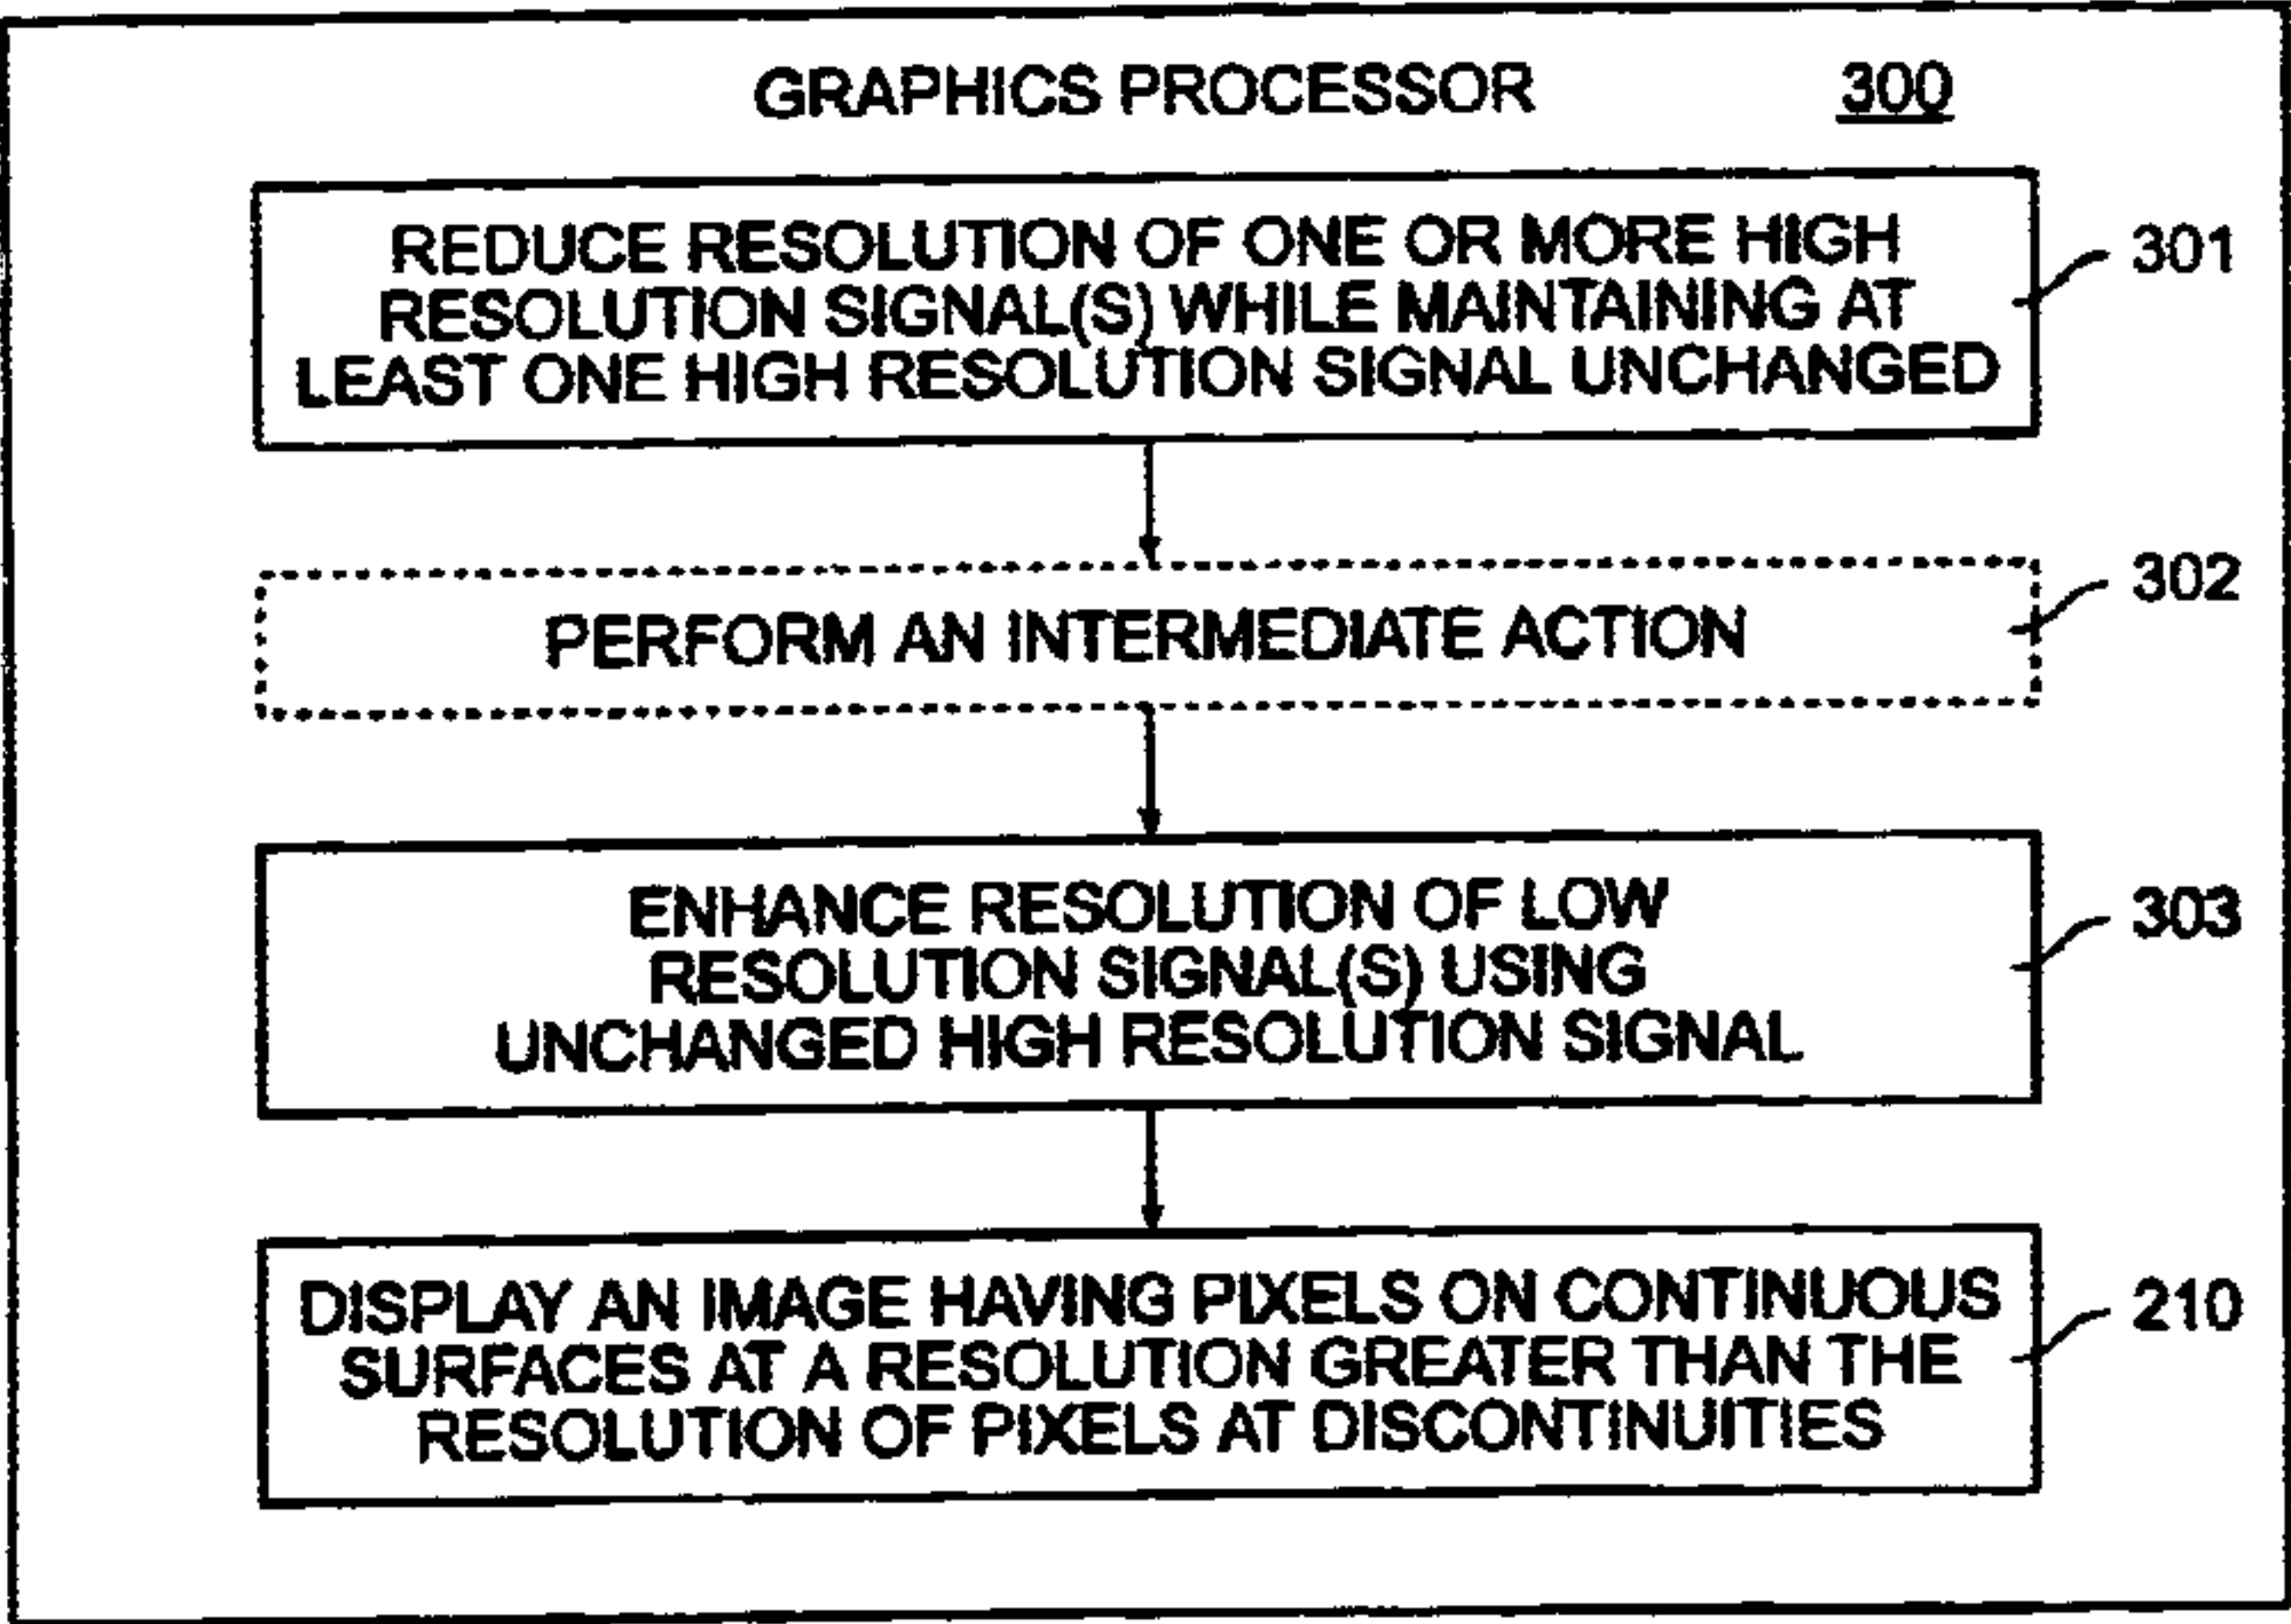 GRAPHICS PROCESSOR 300
REDUCE RESOLUTION OF ONE OR MORE HIGH
RESOLUTION SIGNAL(S) WHILE MAINTAINING AT
LEAST ONE HIGH RESOLUTION SIGNAL UNCHANGED
301
PERFORM AN INTERMEDIATE ACTION
302
ENHANCE RESOLUTION OF LOW
RESOLUTION SIGNAL(S) USING
UNCHANGED HIGH RESOLUTION SIGNAL
303
DISPLAY AN IMAGE HAVING PIXELS ON CONTINUOUS
SURFACES AT A RESOLUTION GREATER THAN THE
RESOLUTION OF PIXELS AT DISCONTINUITIES
210